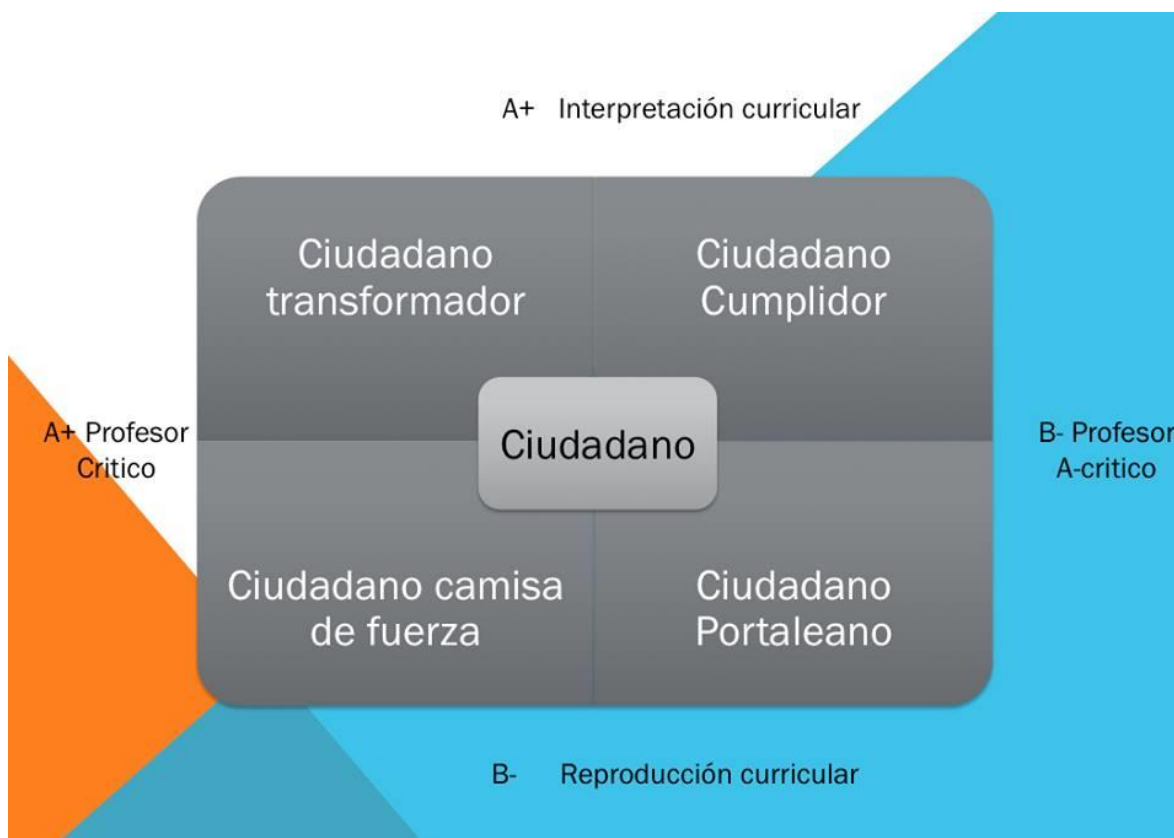 A+ Interpretación curricular
Ciudadano
transformador
Ciudadano
Cumplidor
A+ Profesor
Critico
Ciudadano
B- Profesor
A-critico
Ciudadano camisa
de fuerza
Ciudadano
Portaleano
B- Reproducción curricular